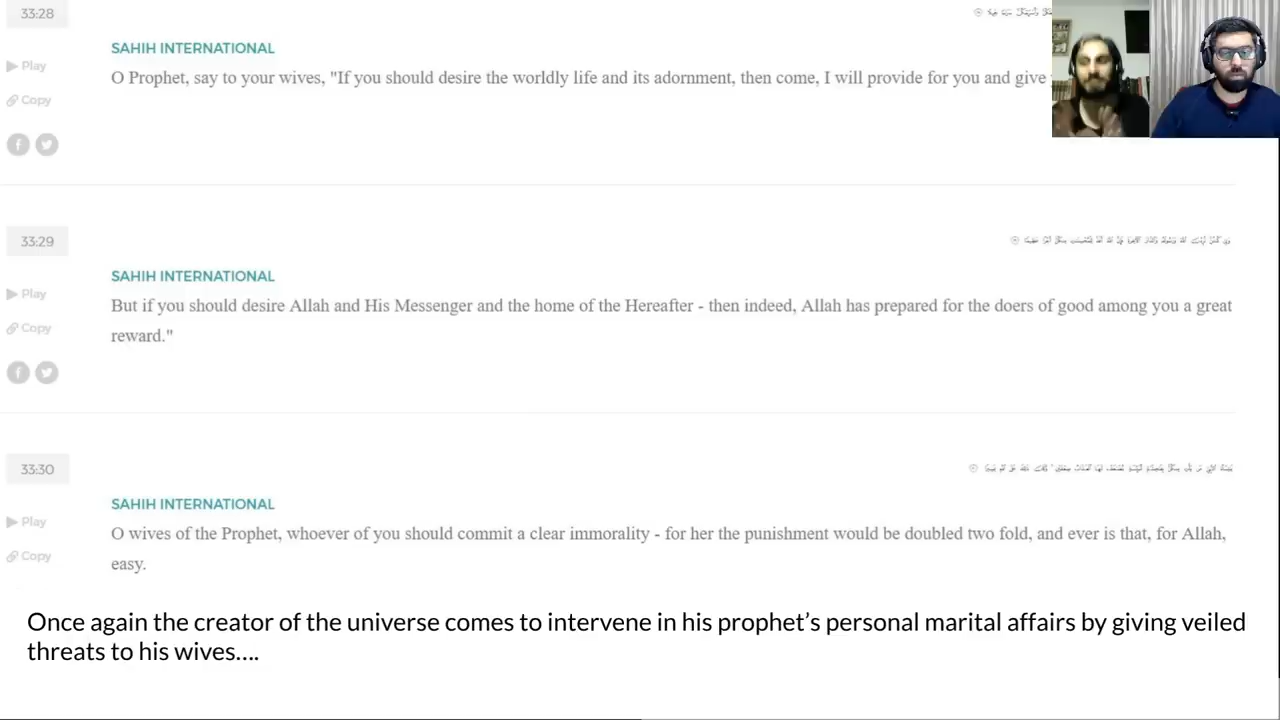 33:28
SAHIH INTERNATIONAL
Play
O Prophet, say to your wives, "If you should desire the worldly life and its adornment, then come, I will provide for you and give
Copy
33:29
SAHIH INTERNATIONAL
Play
But if you should desire Allah and His Messenger and the home of the Hereafter - then indeed, Allah has prepared for the doers of good among you a great
Copy
reward."
33:30
SAHIH INTERNATIONAL
Play
O wives of the Prophet, whoever of you should commit a clear immorality - for her the punishment would be doubled two fold, and ever is that, for Allah,
Copy
easy.
Once again the creator of the universe comes to intervene in his prophet’s personal marital affairs by giving veiled
threats to his wives….